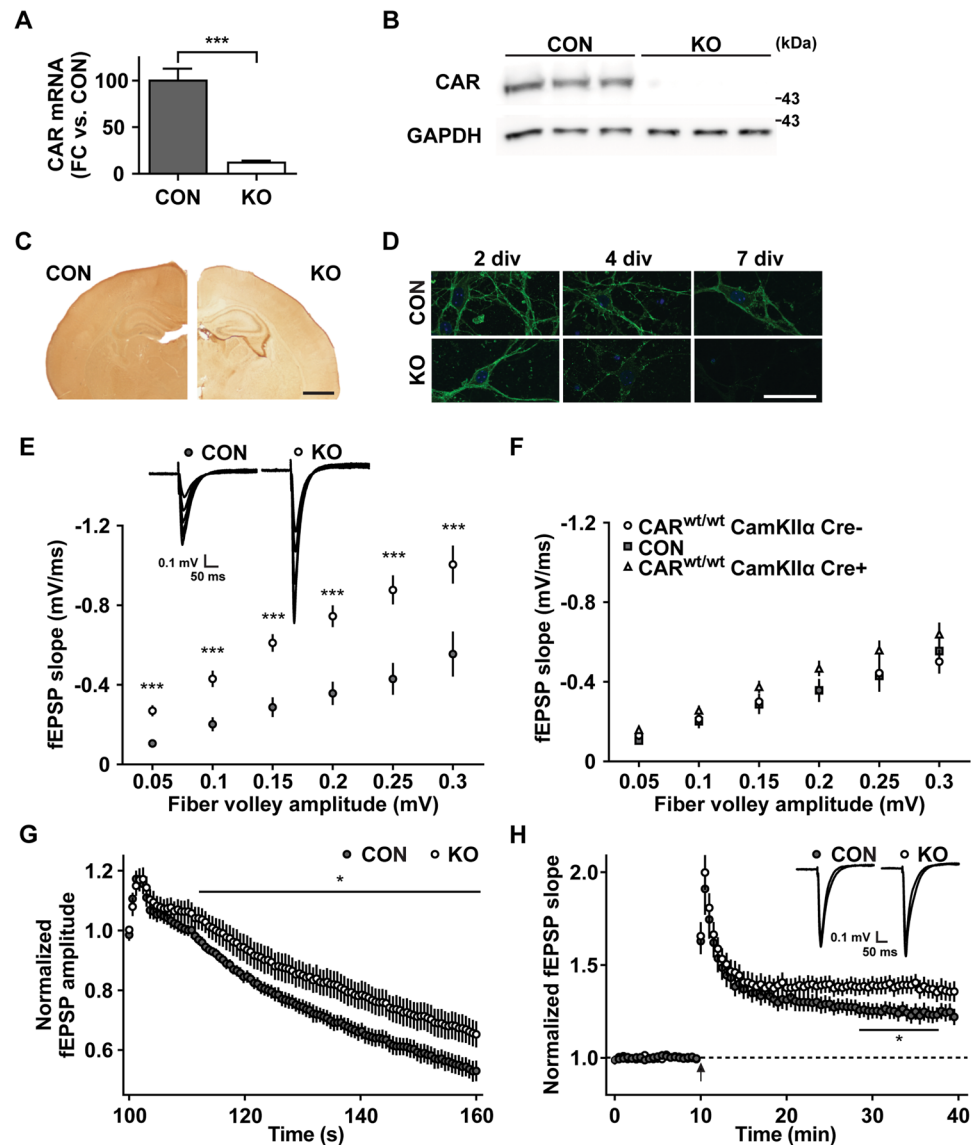 A
***
CAR mRNA
(FC vs. CON)
100
50
0
CON KO
B
CON KO (kDa)
CAR
-43
-43
GAPDH
C
CON KO
D
2 div 4 div 7 div
CON
KO
E
CON KO
-1.2
-0.8
-0.4
0
fEPSP slope (mV/ms)
0.1 mV
50 ms
*** *** *** *** *** ***
0.05 0.1 0.15 0.2 0.25 0.3
Fiber volley amplitude (mV)
F
CARwt/wt CamKIIα Cre-
CON
CARwt/wt CamKIIα Cre+
-1.2
-0.8
-0.4
0
fEPSP slope (mV/ms)
0.05 0.1 0.15 0.2 0.25 0.3
Fiber volley amplitude (mV)
G
CON KO
*
1.2
1.0
0.8
0.6
Normalized
fEPSP amplitude
100 120 140 160
Time (s)
H
CON KO
2.0
1.5
1.0
Normalized fEPSP slope
0.1 mV
50 ms
*
0 10 20 30 40
Time (min)